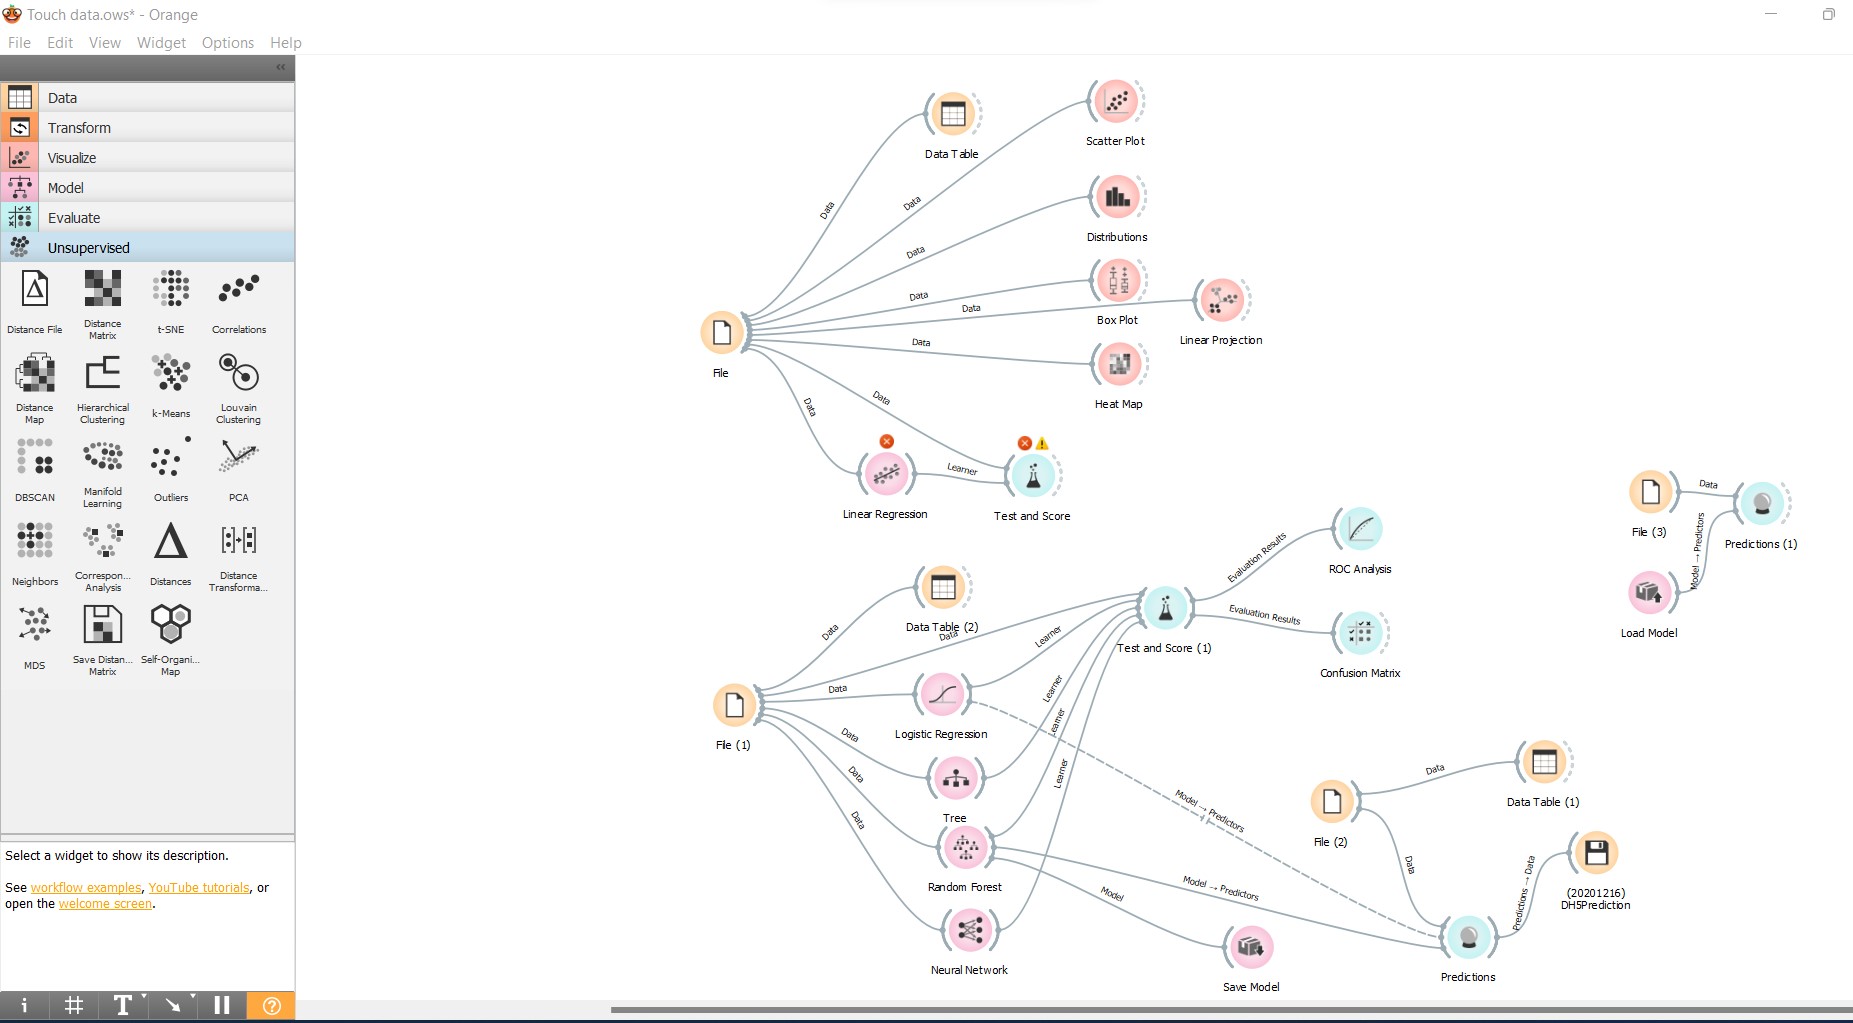 Touch data.ows* - Orange
File Edit View Widget Options Help
«
Data
Transform
Visualize
Model
Evaluate
Unsupervised
Distance File
Distance Matrix
t-SNE
Correlations
Distance Map
Hierarchical Clustering
k-Means
Louvain Clustering
DBSCAN
Manifold Learning
Outliers
PCA
Neighbors
Correspon... Analysis
Distances
Distance Transforma...
MDS
Save Distan... Matrix
Self-Organi... Map
Select a widget to show its description.
See workflow examples, YouTube tutorials, or
open the welcome screen.
Data Table
Scatter Plot
Data
Data
Distributions
Data
Data
Data
Box Plot
Linear Projection
File
Data
Heat Map
Data
Data
Linear Regression
Learner
Test and Score
Evaluation Results
ROC Analysis
Data
File (3)
Predictions (1)
Model → Predictors
Load Model
Data
Data Table (2)
Data
Learner
Test and Score (1)
Evaluation Results
Confusion Matrix
File (1)
Data
Logistic Regression
Learner
Learner
Learner
Data
Tree
Data
Data
Random Forest
Neural Network
Model → Predictors
Model → Predictors
Model
Save Model
File (2)
Data
Data Table (1)
Data
Predictions → Data
(20201216)
DH5Prediction
Predictions